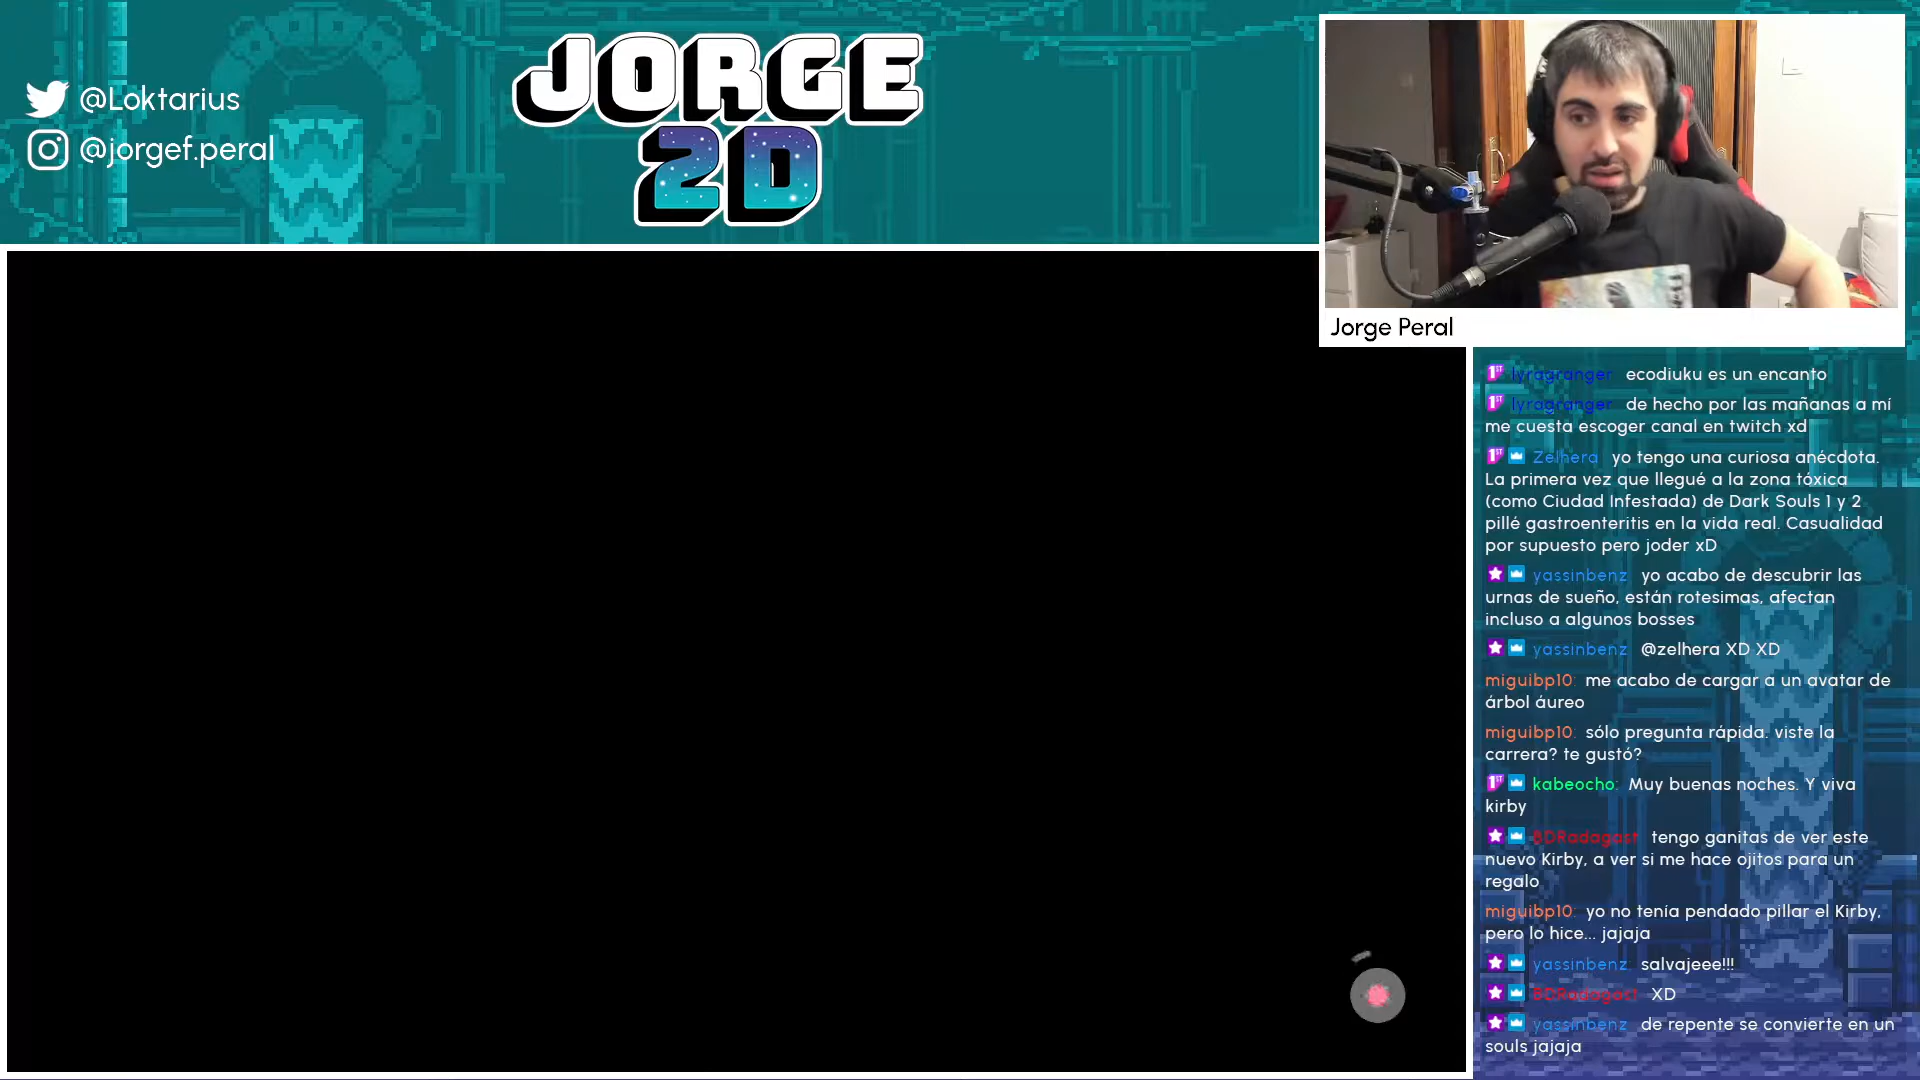 @Loktarius
@jorgef.peral
JORGE
2D
Jorge Peral
lyragranger ecodiuku es un encanto
lyragranger de hecho por las mañanas a mí
me cuesta escoger canal en twitch xd
Zelhera yo tengo una curiosa anécdota.
La primera vez que llegué a la zona tóxica
(como Ciudad Infestada) de Dark Souls 1 y 2
pillé gastroenteritis en la vida real. Casualidad
por supuesto pero joder xD
yassinbenz yo acabo de descubrir las
urnas de sueño, están rotesimas, afectan
incluso a algunos bosses
yassinbenz @zelhera XD XD
miguibp10: me acabo de cargar a un avatar de
árbol áureo
miguibp10: sólo pregunta rápida. viste la
carrera? te gustó?
kabeocho: Muy buenas noches. Y viva
kirby
BDRadagast tengo ganitas de ver este
nuevo Kirby, a ver si me hace ojitos para un
regalo
miguibp10: yo no tenía pendado pillar el Kirby,
pero lo hice... jajaja
yassinbenz: salvajeee!!!
BDRadagast XD
yassinbenz: de repente se convierte en un
souls jajaja